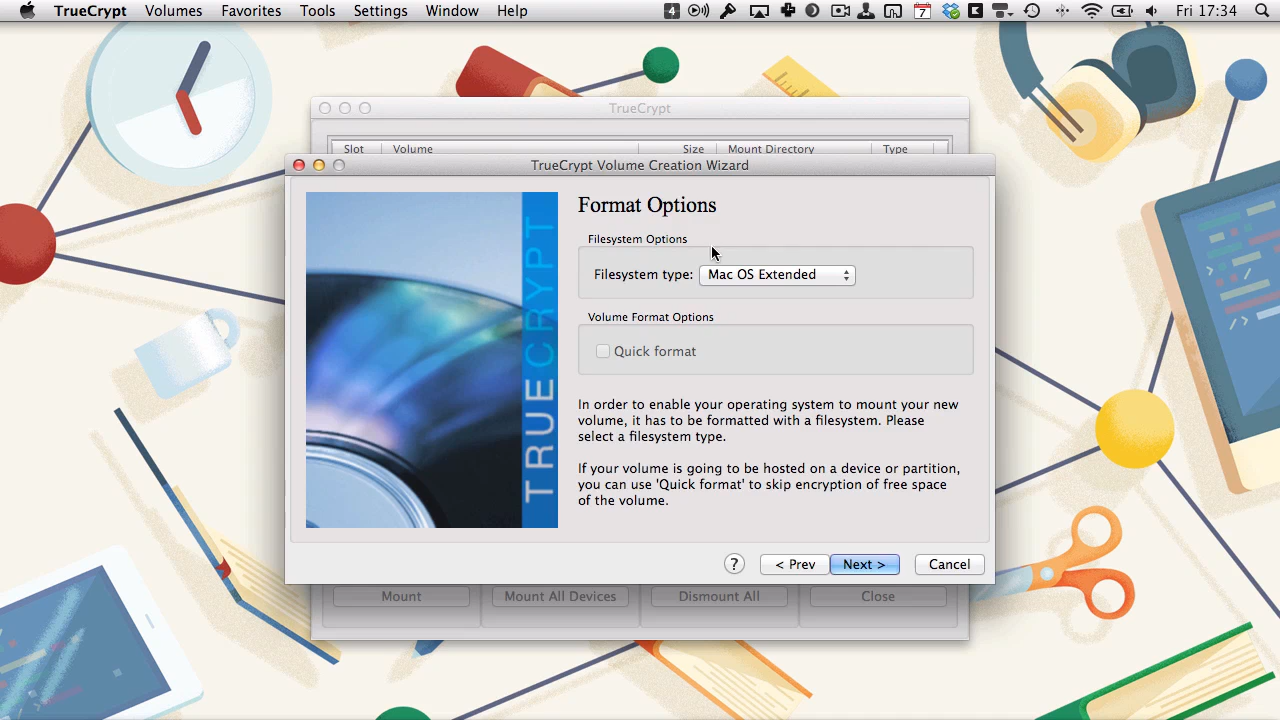 TrueCrypt Volumes Favorites Tools Settings Window Help 4 7 Fri 17:34
TrueCrypt
Slot Volume Size Mount Directory Type
TrueCrypt Volume Creation Wizard
TRUECRYPT
Format Options
Filesystem Options
Filesystem type: Mac OS Extended
Volume Format Options
Quick format
In order to enable your operating system to mount your new
volume, it has to be formatted with a filesystem. Please
select a filesystem type.
If your volume is going to be hosted on a device or partition,
you can use 'Quick format' to skip encryption of free space
of the volume.
? < Prev Next > Cancel
Mount Mount All Devices Dismount All Close